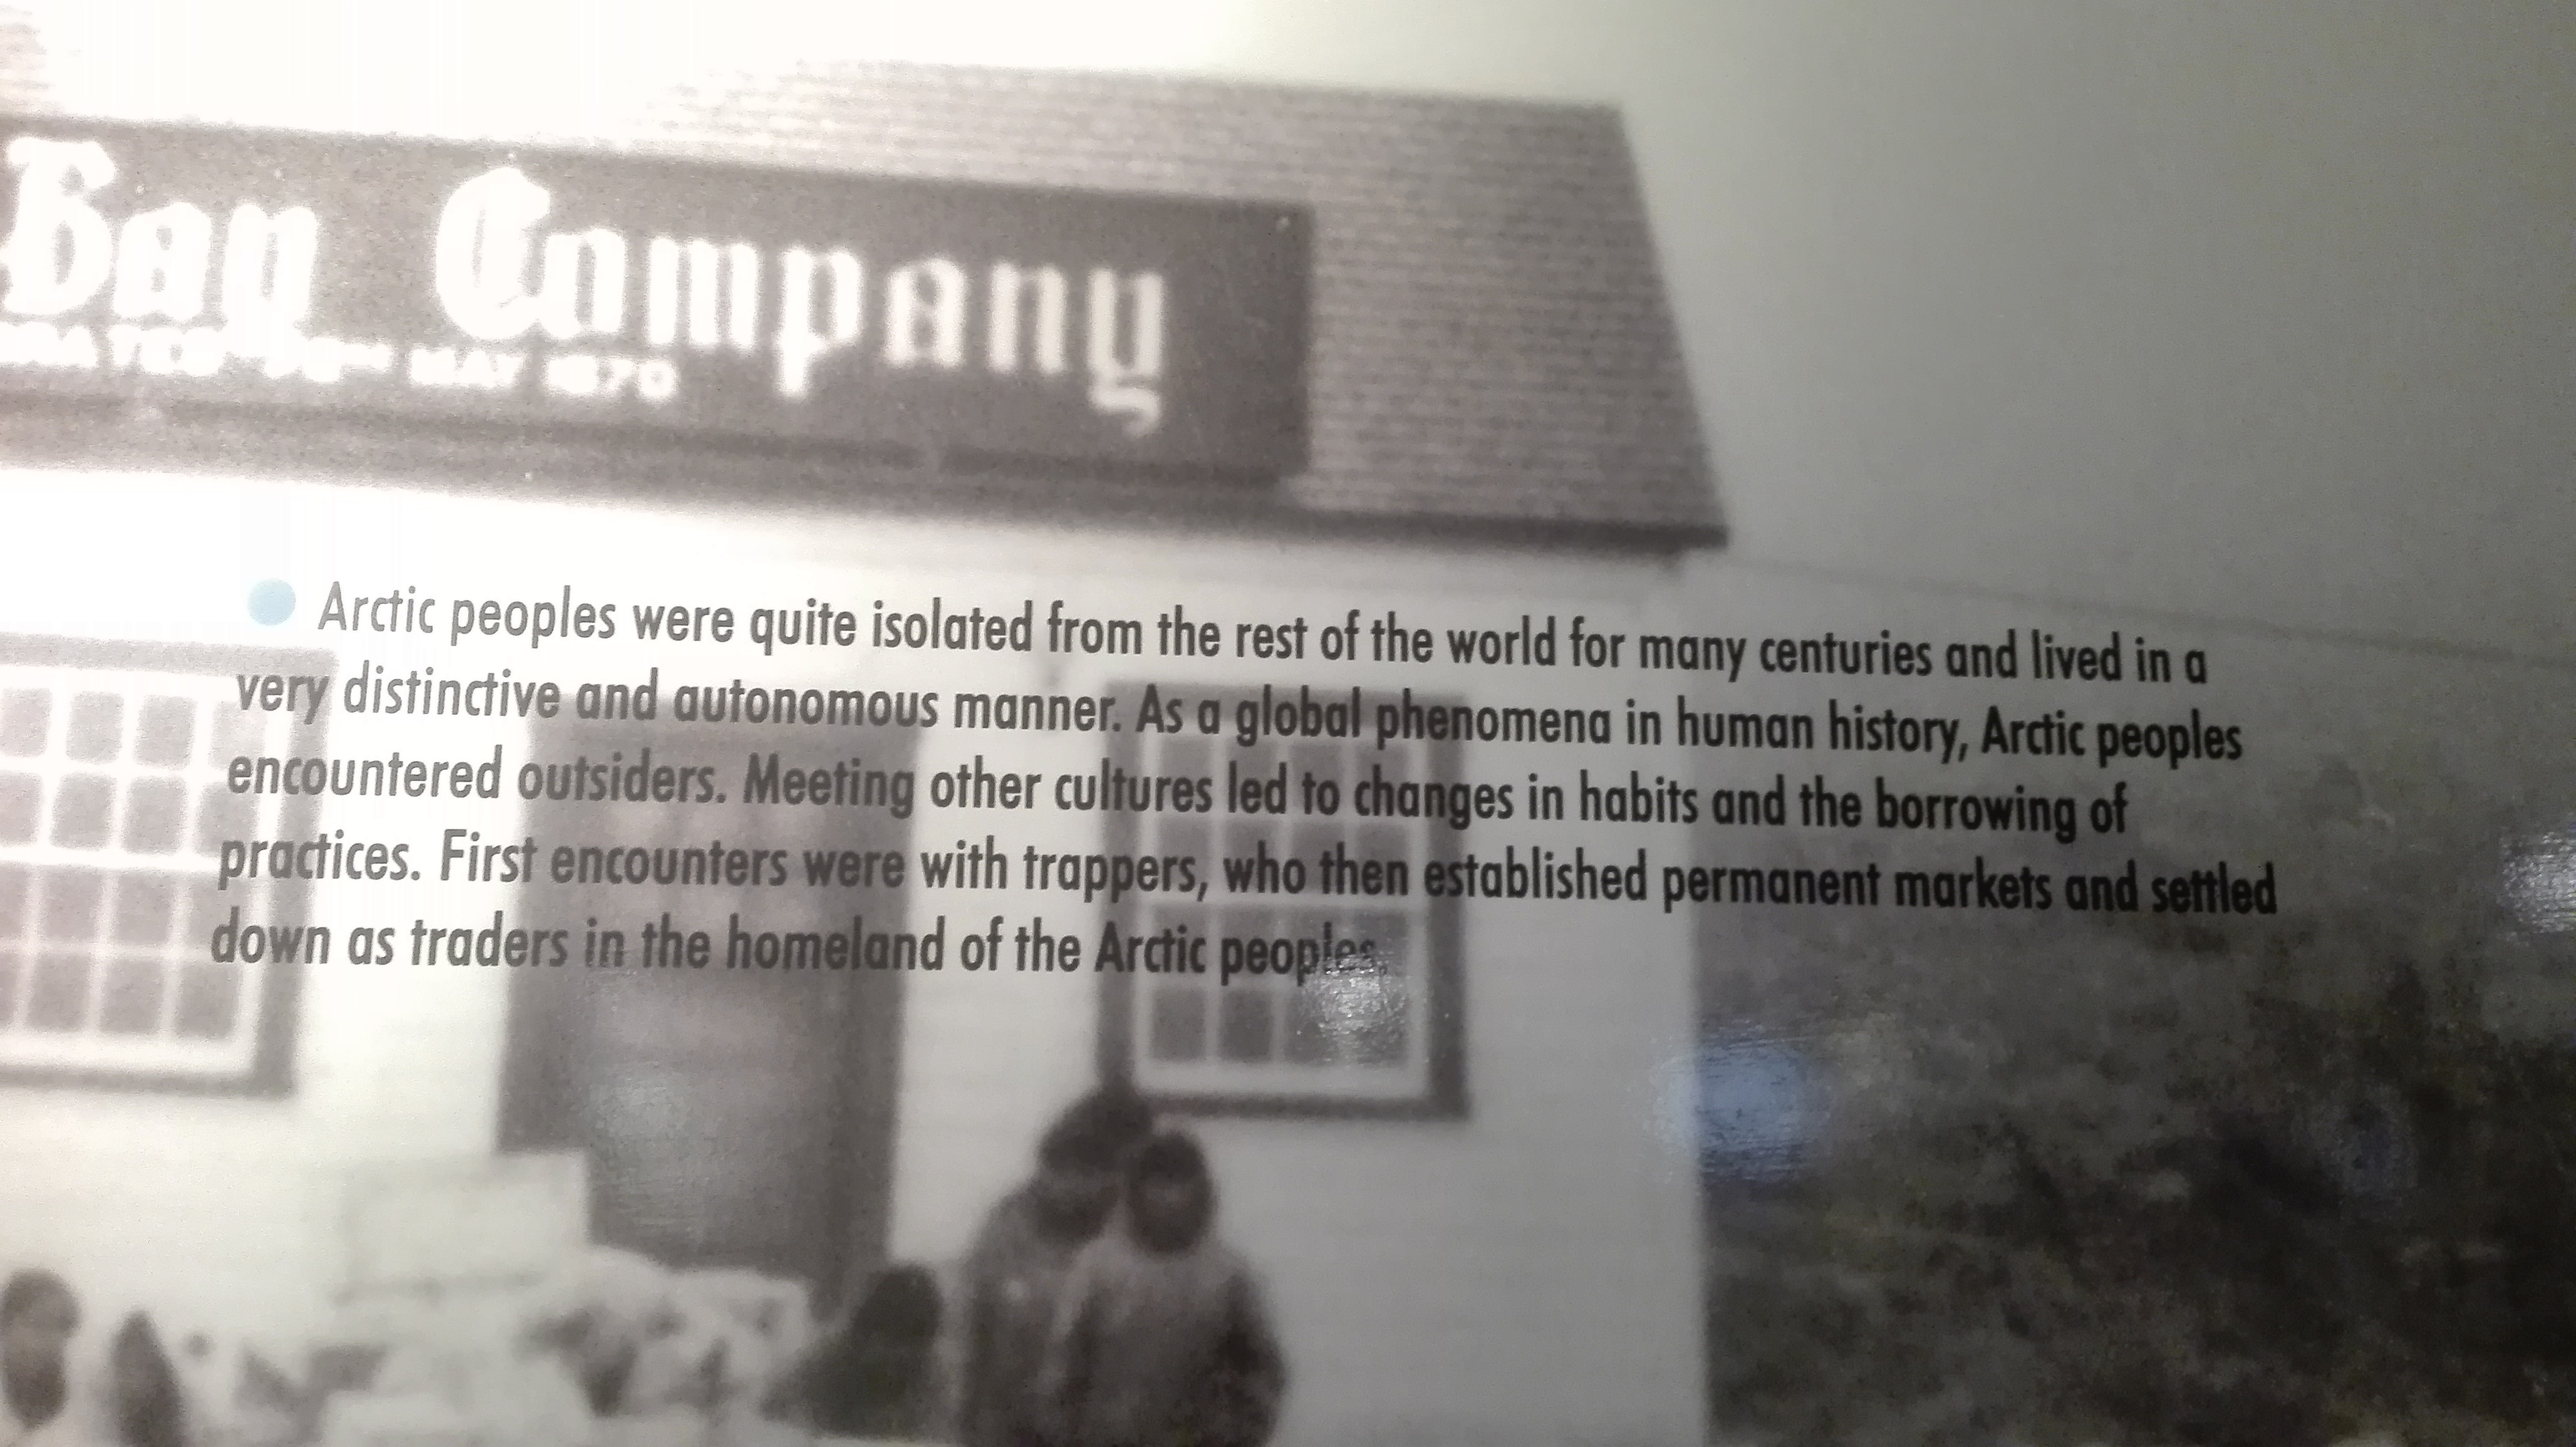 Bay Company
MAY 1670
Arctic peoples were quite isolated from the rest of the world for many centuries and lived in a
very distinctive and autonomous manner. As a global phenomena in human history, Arctic peoples
encountered outsiders. Meeting other cultures led to changes in habits and the borrowing of
practices. First encounters were with trappers, who then established permanent markets and settled
down as traders in the homeland of the Arctic peoples.